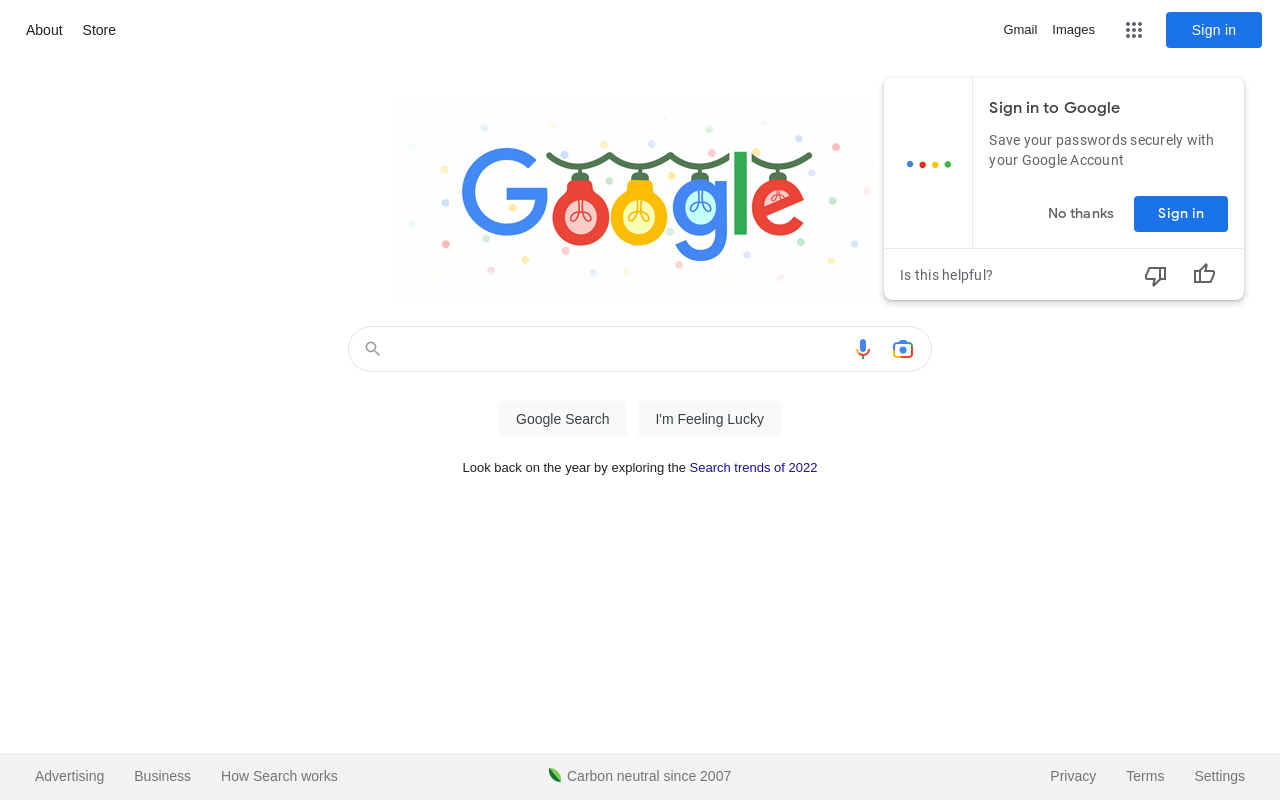 About Store
Gmail Images Sign in
Google
Sign in to Google
Save your passwords securely with
your Google Account
No thanks Sign in
Is this helpful?
Google Search I'm Feeling Lucky
Look back on the year by exploring the Search trends of 2022
Advertising Business How Search works
Carbon neutral since 2007
Privacy Terms Settings